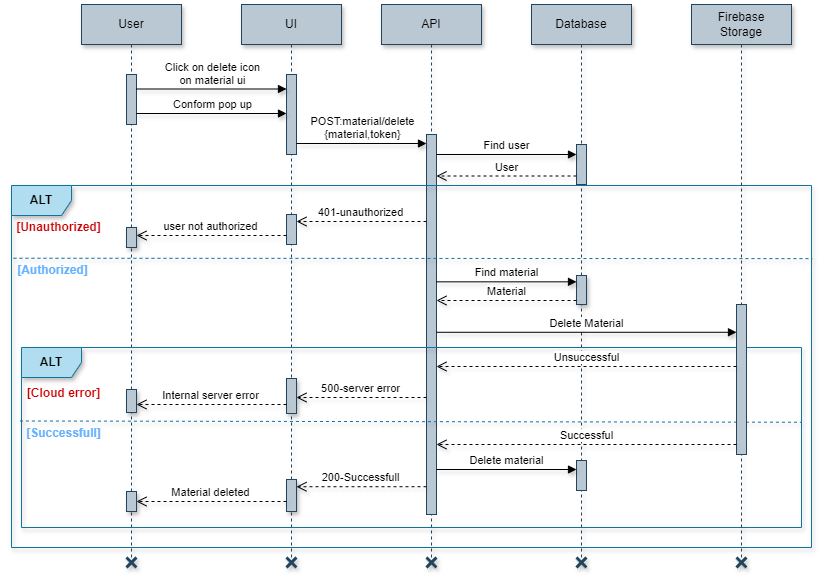 User
UI
API
Database
Firebase
Storage
Click on delete icon
on material ui
Conform pop up
POST:material/delete
{material,token}
Find user
User
ALT
[Unauthorized]
401-unauthorized
user not authorized
[Authorized]
Find material
Material
Delete Material
ALT
Unsuccessful
[Cloud error]
500-server error
Internal server error
[Successfull]
Successful
Delete material
200-Successfull
Material deleted